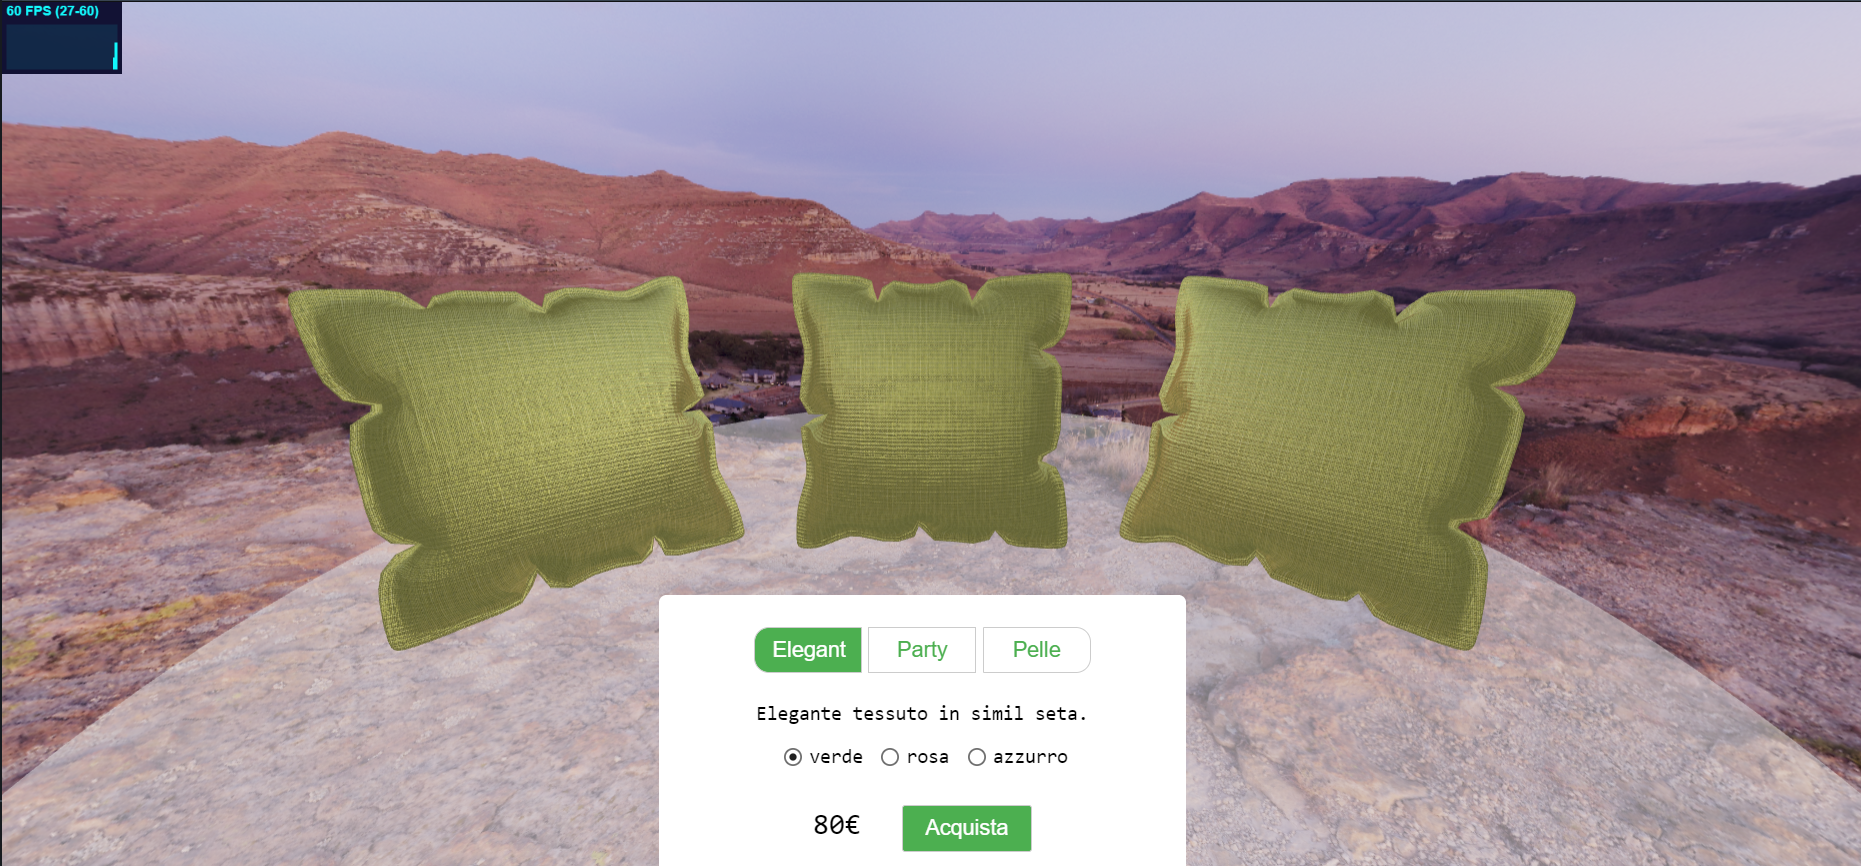 60 FPS (27-60)
Elegant Party Pelle
Elegante tessuto in simil seta.
verde rosa azzurro
80€ Acquista